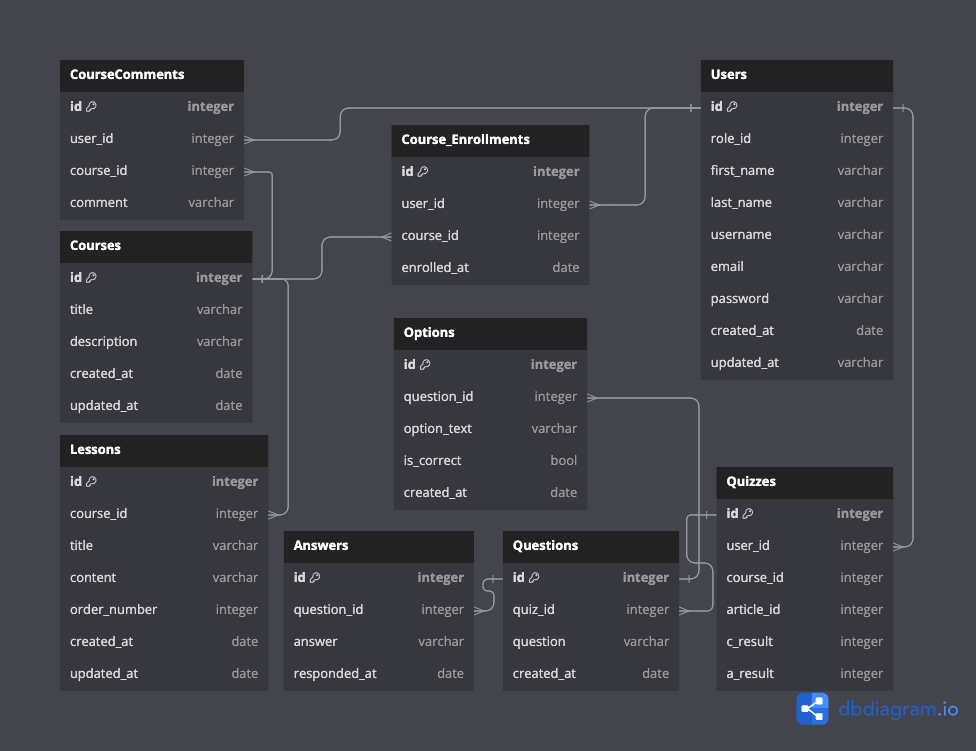 CourseComments
id integer
user_id integer
course_id integer
comment varchar
Courses
id integer
title varchar
description varchar
created_at date
updated_at date
Lessons
id integer
course_id integer
title varchar
content varchar
order_number integer
created_at date
updated_at date
Course_Enrollments
id integer
user_id integer
course_id integer
enrolled_at date
Options
id integer
question_id integer
option_text varchar
is_correct bool
created_at date
Answers
id integer
question_id integer
answer varchar
responded_at date
Questions
id integer
quiz_id integer
question varchar
created_at date
Users
id integer
role_id integer
first_name varchar
last_name varchar
username varchar
email varchar
password varchar
created_at date
updated_at varchar
Quizzes
id integer
user_id integer
course_id integer
article_id integer
c_result integer
a_result integer
dbdiagram.io